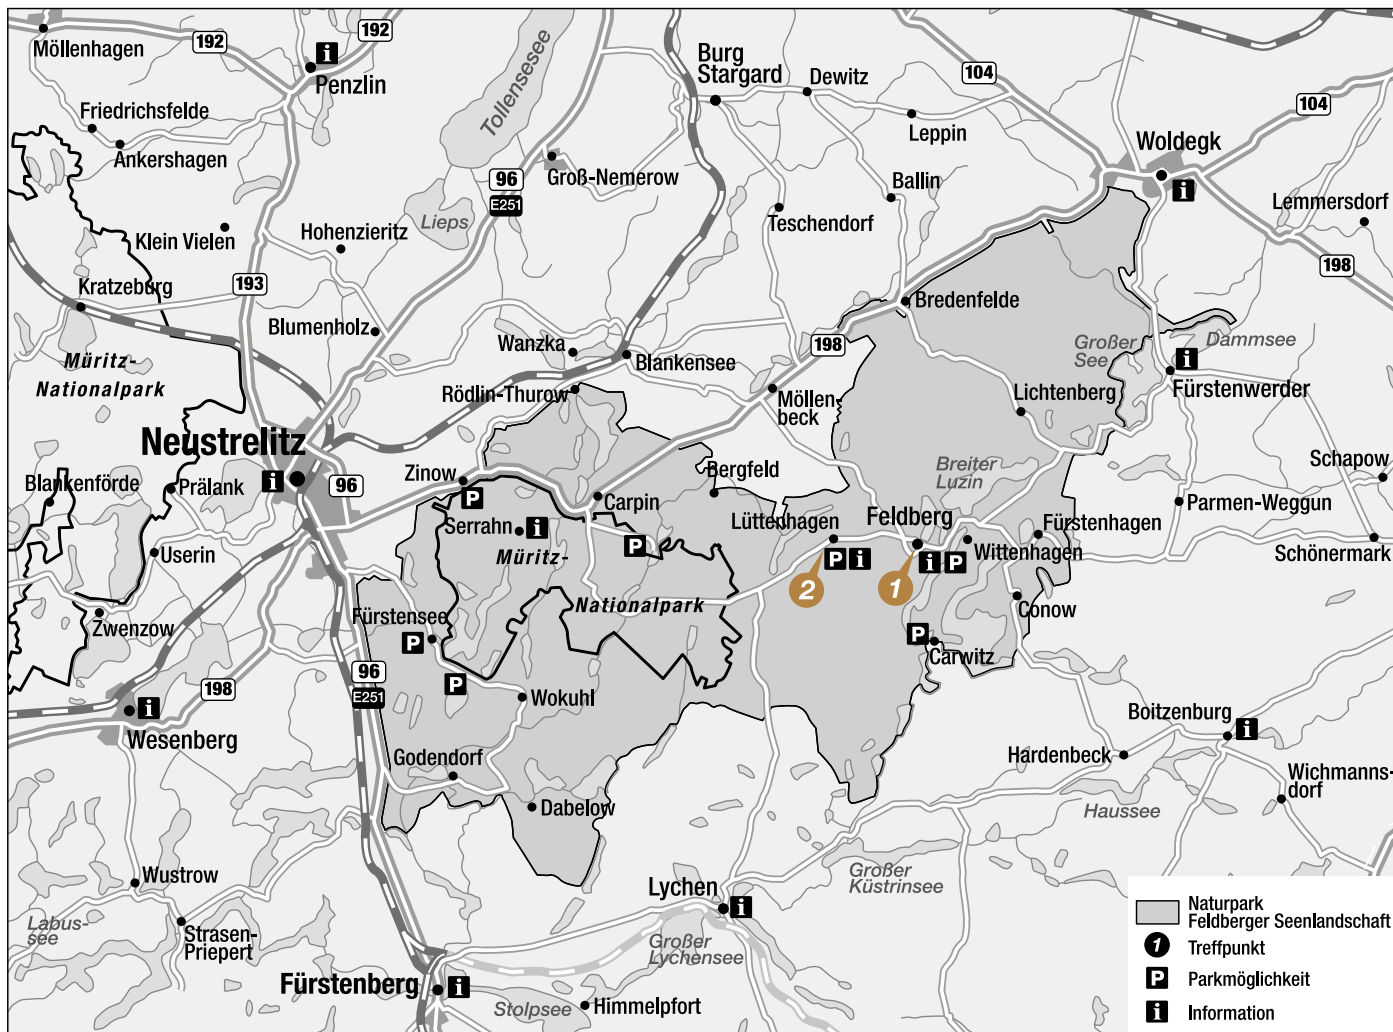 Möllenhagen
192
192
Penzlin
Friedrichsfelde
Ankershagen
Tollensesee
Burg
Stargard
Dewitz
104
104
Leppin
Woldegk
Groß-Nemerow
96
E251
Lieps
Ballin
Teschendorf
Lemmersdorf
Klein Vielen
Hohenzieritz
198
Kratzeburg
193
Blumenholz
Bredenfelde
Müritz-
Nationalpark
Wanzka
Blankensee
198
Großer
See
Dammsee
Fürstenwerder
Rödlin-Thurow
Möllen-
beck
Lichtenberg
Neustrelitz
Blankenförde
Prälank
96
Zinow
P
Carpin
Bergfeld
Breiter
Luzin
Schapow
Parmen-Weggun
Serrahn
Müritz-
P
Lüttenhagen
Feldberg
Fürstenhagen
Wittenhagen
Schönermark
Userin
P
P
2
1
Nationalpark
Conow
Zwenzow
Fürstensee
P
P
P
Carwitz
96
E251
198
Wokuhl
Wesenberg
Boitzenburg
Hardenbeck
Godendorf
Dabelow
Wichmanns-
dorf
Haussee
Wustrow
Großer
Küstrinsee
Labus-
see
Strasen-
Priepert
Lychen
Großer
Lychensee
Fürstenberg
Stolpsee
Himmelpfort
Naturpark
Feldberger Seenlandschaft
1 Treffpunkt
P Parkmöglichkeit
i Information